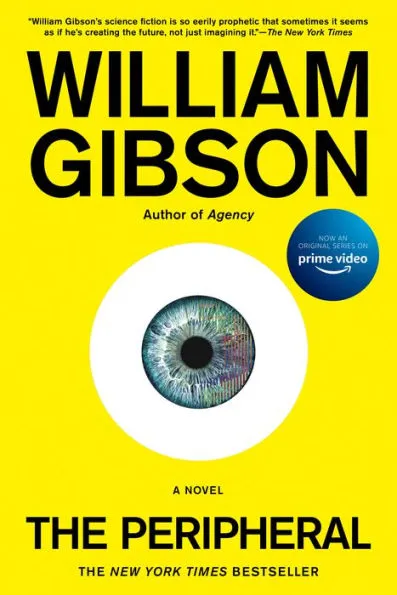 "William Gibson's science fiction is so eerily prophetic that sometimes it seems
as if he's creating the future, not just imagining it."—The New York Times
WILLIAM
GIBSON
Author of Agency
NOW AN
ORIGINAL SERIES ON
prime video
A NOVEL
THE PERIPHERAL
THE NEW YORK TIMES BESTSELLER